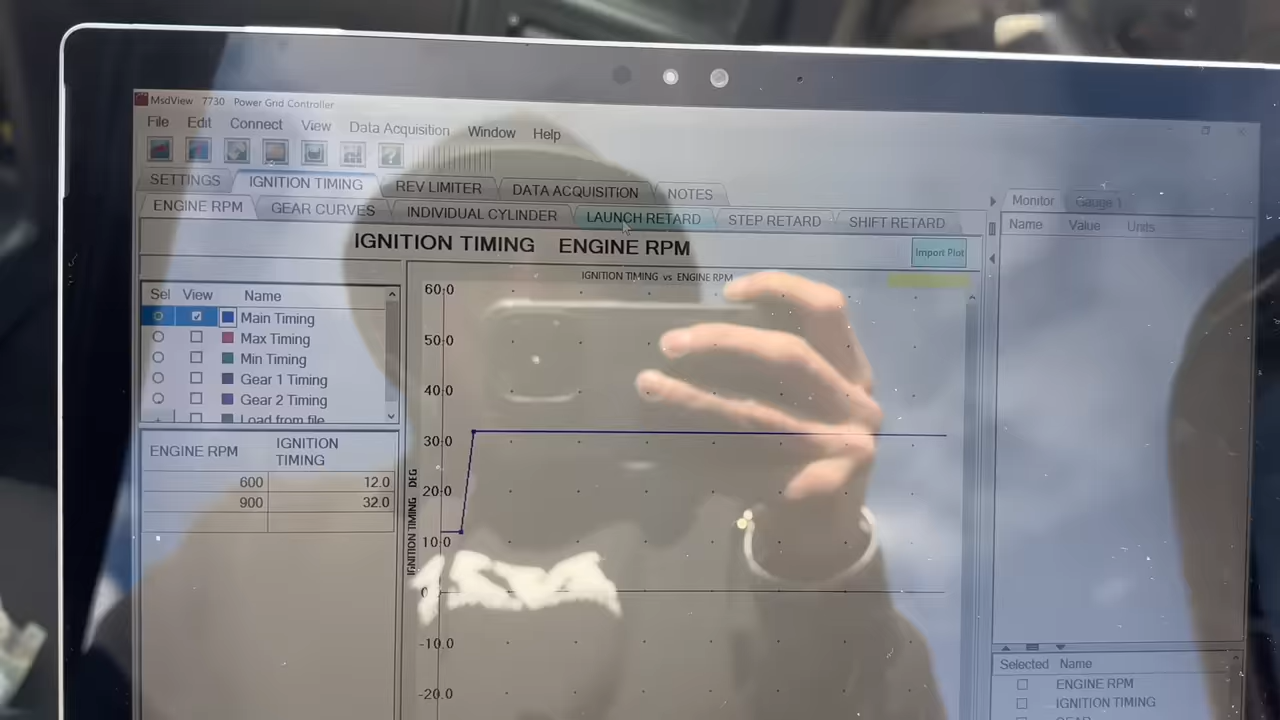 MsdView 7730 Power Grid Controller
File Edit Connect View Data Acquisition Window Help
SETTINGS IGNITION TIMING REV LIMITER DATA ACQUISITION NOTES
ENGINE RPM GEAR CURVES INDIVIDUAL CYLINDER LAUNCH RETARD STEP RETARD SHIFT RETARD
IGNITION TIMING ENGINE RPM
Import Plot
Sel View Name
Main Timing
Max Timing
Min Timing
Gear 1 Timing
Gear 2 Timing
Load from file
ENGINE RPM IGNITION TIMING
600 12.0
900 32.0
IGNITION TIMING vs ENGINE RPM
IGNITION TIMING DEG
60.0
50.0
40.0
30.0
20.0
10.0
0
-10.0
-20.0
Monitor Gauge 1
Name Value Units
Selected Name
ENGINE RPM
IGNITION TIMING